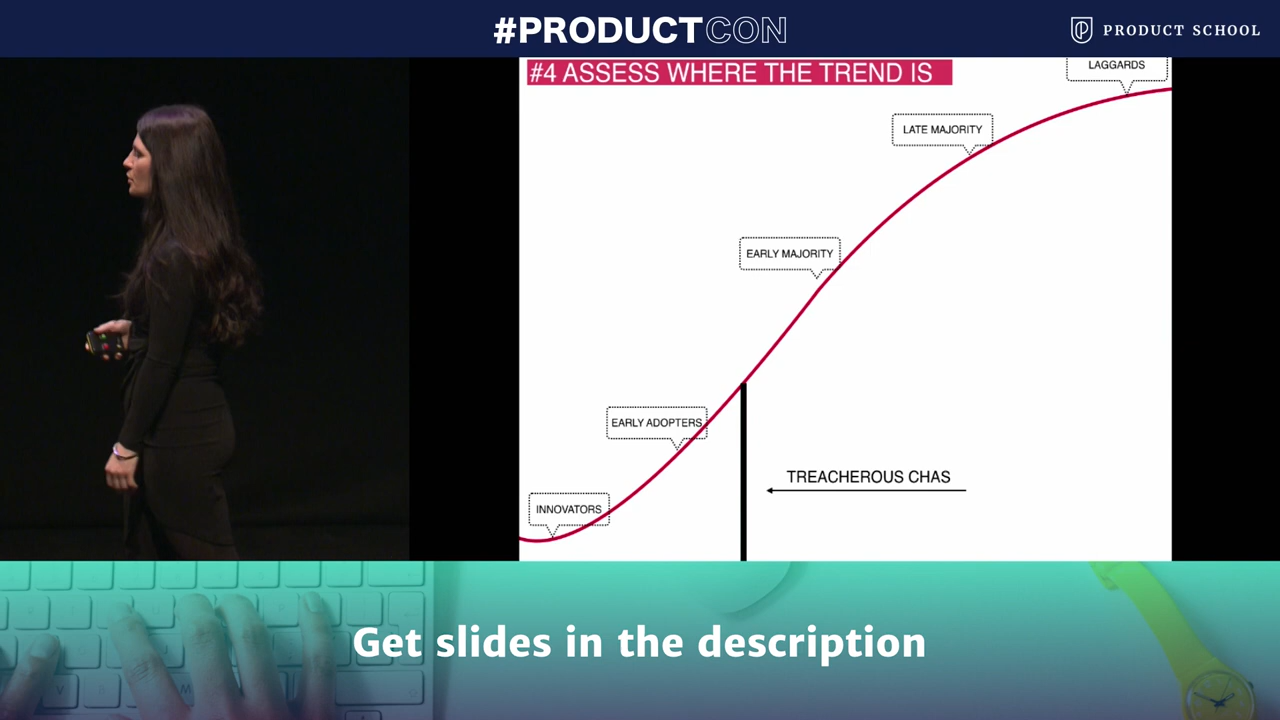 #PRODUCTCON
PRODUCT SCHOOL
#4 ASSESS WHERE THE TREND IS
LAGGARDS
LATE MAJORITY
EARLY MAJORITY
EARLY ADOPTERS
TREACHEROUS CHAS
INNOVATORS
Get slides in the description